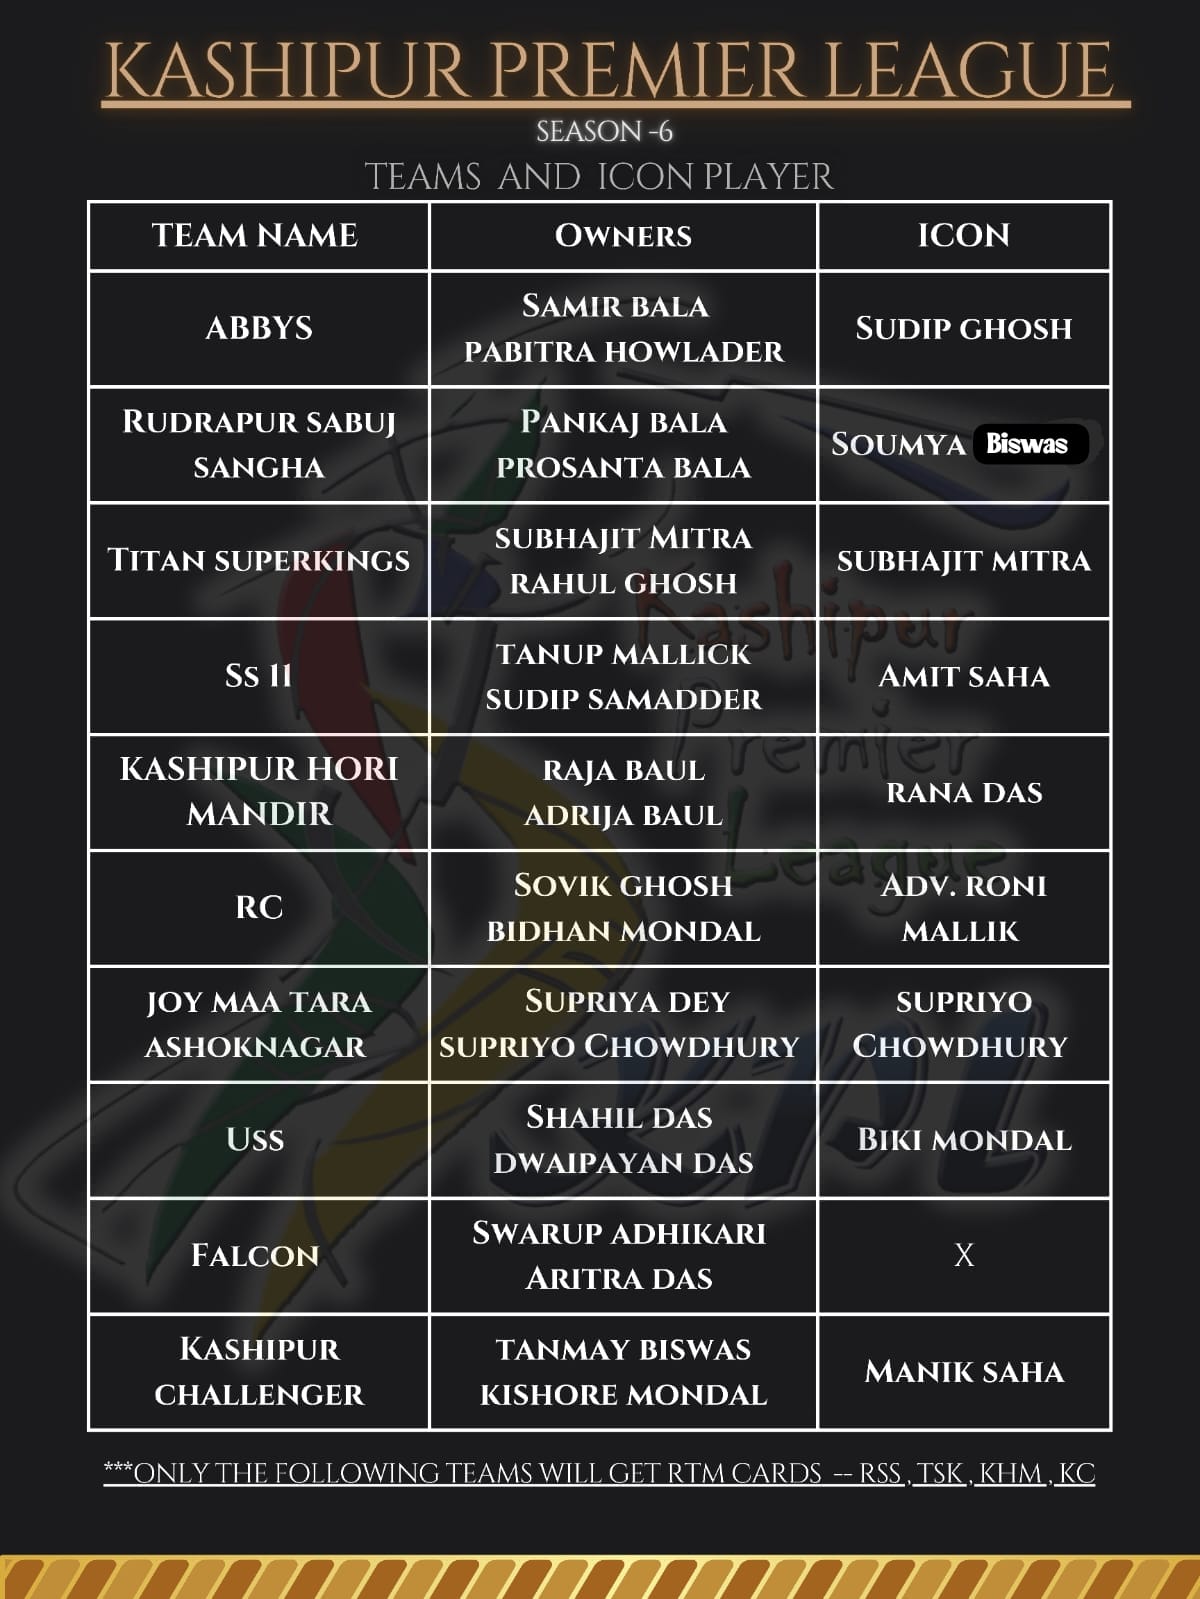 KASHIPUR PREMIER LEAGUE
SEASON -6
TEAMS AND ICON PLAYER
TEAM NAME
OWNERS
ICON
ABBYS
SAMIR BALA
PABITRA HOWLADER
SUDIP GHOSH
RUDRAPUR SABUJ
SANGHA
PANKAJ BALA
PROSANTA BALA
SOUMYA Biswas
TITAN SUPERKINGS
SUBHAJIT MITRA
RAHUL GHOSH
SUBHAJIT MITRA
SS 11
TANUP MALLICK
SUDIP SAMADDER
AMIT SAHA
KASHIPUR HORI
MANDIR
RAJA BAUL
ADRIJA BAUL
RANA DAS
RC
SOVIK GHOSH
BIDHAN MONDAL
ADV. RONI
MALLIK
JOY MAA TARA
ASHOKNAGAR
SUPRIYA DEY
SUPRIYO CHOWDHURY
SUPRIYO
CHOWDHURY
USS
SHAHIL DAS
DWAIPAYAN DAS
BIKI MONDAL
FALCON
SWARUP ADHIKARI
ARITRA DAS
X
KASHIPUR
CHALLENGER
TANMAY BISWAS
KISHORE MONDAL
MANIK SAHA
***ONLY THE FOLLOWING TEAMS WILL GET RTM CARDS -- RSS , TSK , KHM , KC
Kashipur
Premier
League
KPL